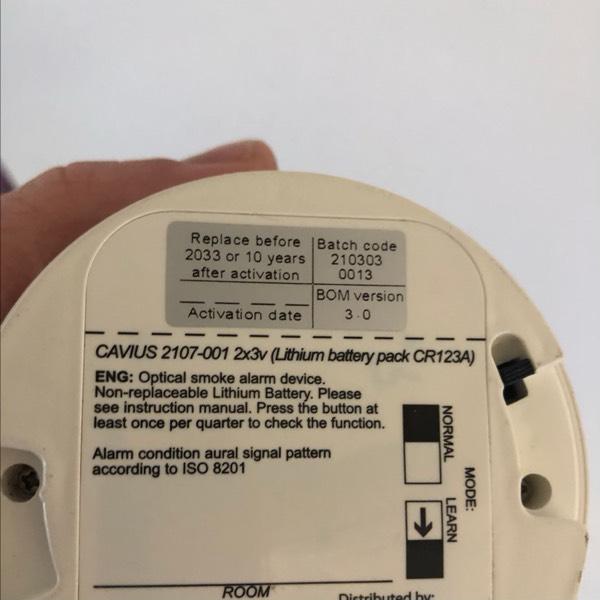 Replace before
2033 or 10 years
after activation
Activation date
Batch code
210303
0013
BOM version
3.0
CAVIUS 2107-001 2x3v (Lithium battery pack CR123A)
ENG: Optical smoke alarm device.
Non-replaceable Lithium Battery. Please
see instruction manual. Press the button at
least once per quarter to check the function.
Alarm condition aural signal pattern
according to ISO 8201
MODE:
NORMAL
LEARN
ROOM
Distributed by: